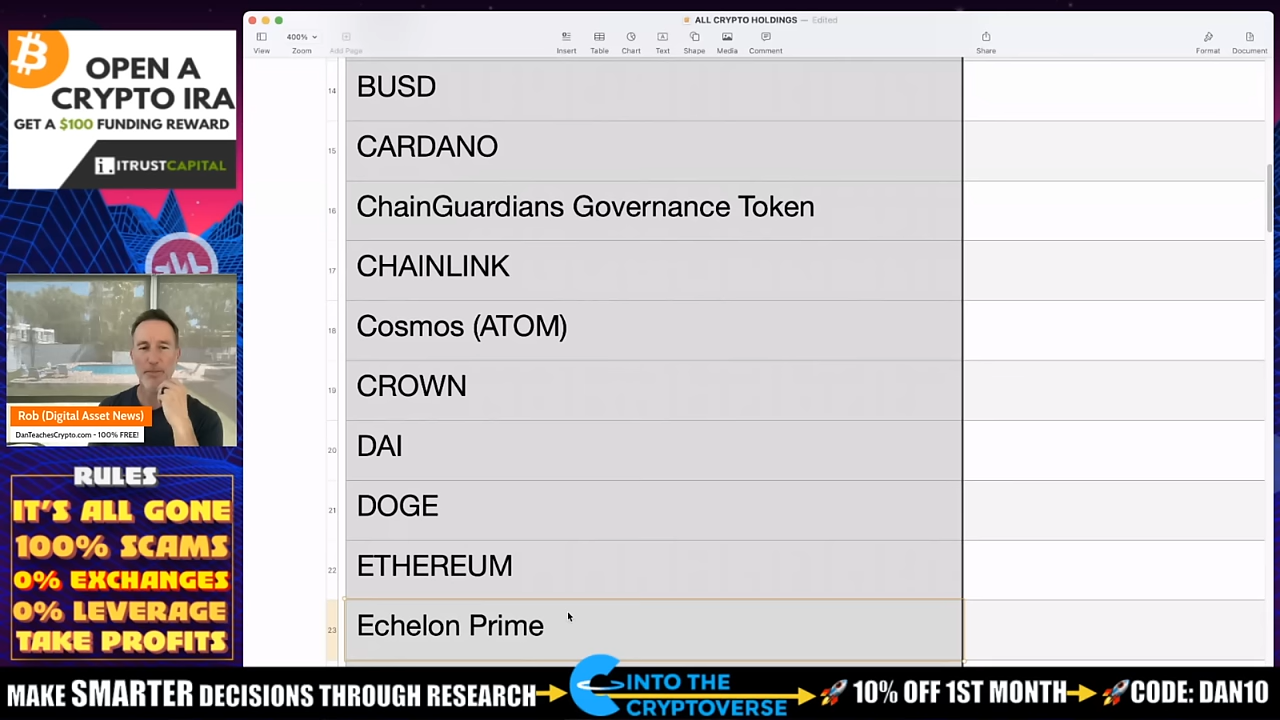 OPEN A
CRYPTO IRA
GET A $100 FUNDING REWARD
i. ITRUSTCAPITAL
Rob (Digital Asset News)
DanTeachesCrypto.com - 100% FREE!
RULES
IT'S ALL GONE
100% SCAMS
0% EXCHANGES
0% LEVERAGE
TAKE PROFITS
ALL CRYPTO HOLDINGS — Edited
400%
View Zoom Add Page Insert Table Chart Text Shape Media Comment Share Format Document
14 BUSD
15 CARDANO
16 ChainGuardians Governance Token
17 CHAINLINK
18 Cosmos (ATOM)
19 CROWN
20 DAI
21 DOGE
22 ETHEREUM
23 Echelon Prime
MAKE SMARTER DECISIONS THROUGH RESEARCH
INTO THE
CRYPTOVERSE
10% OFF 1ST MONTH
CODE: DAN10